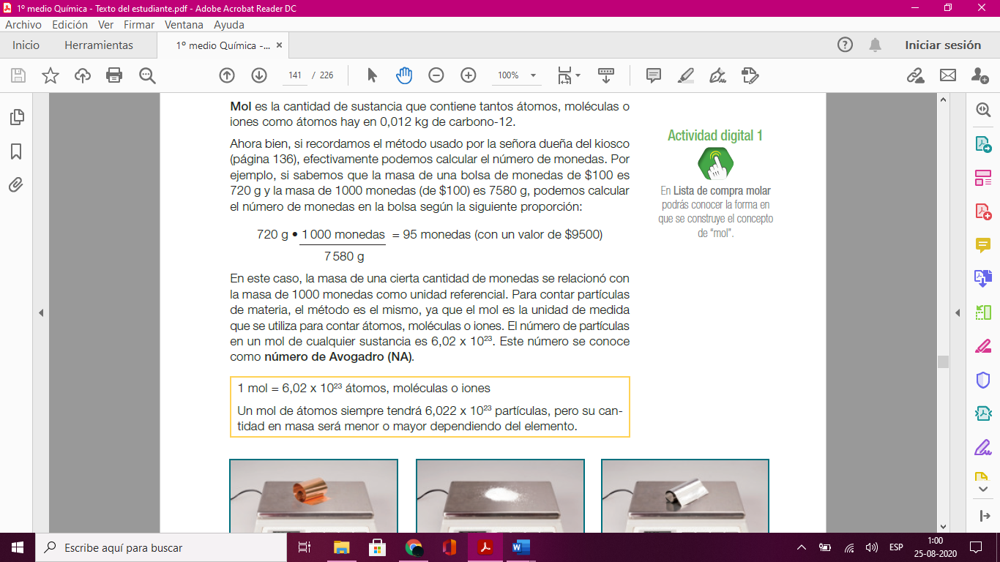 1º medio Química - Texto del estudiante.pdf - Adobe Acrobat Reader DC
Archivo Edición Ver Firmar Ventana Ayuda
Inicio Herramientas 1º medio Química -... × Iniciar sesión
141 / 226 100%
Mol es la cantidad de sustancia que contiene tantos átomos, moléculas o
iones como átomos hay en 0,012 kg de carbono-12.
Ahora bien, si recordamos el método usado por la señora dueña del kiosco
(página 136), efectivamente podemos calcular el número de monedas. Por
ejemplo, si sabemos que la masa de una bolsa de monedas de $100 es
720 g y la masa de 1000 monedas (de $100) es 7580 g, podemos calcular
el número de monedas en la bolsa según la siguiente proporción:
720 g • 1 000 monedas = 95 monedas (con un valor de $9500)
7 580 g
En este caso, la masa de una cierta cantidad de monedas se relacionó con
la masa de 1000 monedas como unidad referencial. Para contar partículas
de materia, el método es el mismo, ya que el mol es la unidad de medida
que se utiliza para contar átomos, moléculas o iones. El número de partículas
en un mol de cualquier sustancia es 6,02 x 10²³. Este número se conoce
como número de Avogadro (NA).
1 mol = 6,02 x 10²³ átomos, moléculas o iones
Un mol de átomos siempre tendrá 6,022 x 10²³ partículas, pero su can-
tidad en masa será menor o mayor dependiendo del elemento.
Actividad digital 1
En Lista de compra molar
podrás conocer la forma en
que se construye el concepto
de “mol”.
Escribe aquí para buscar
ESP
1:00
25-08-2020